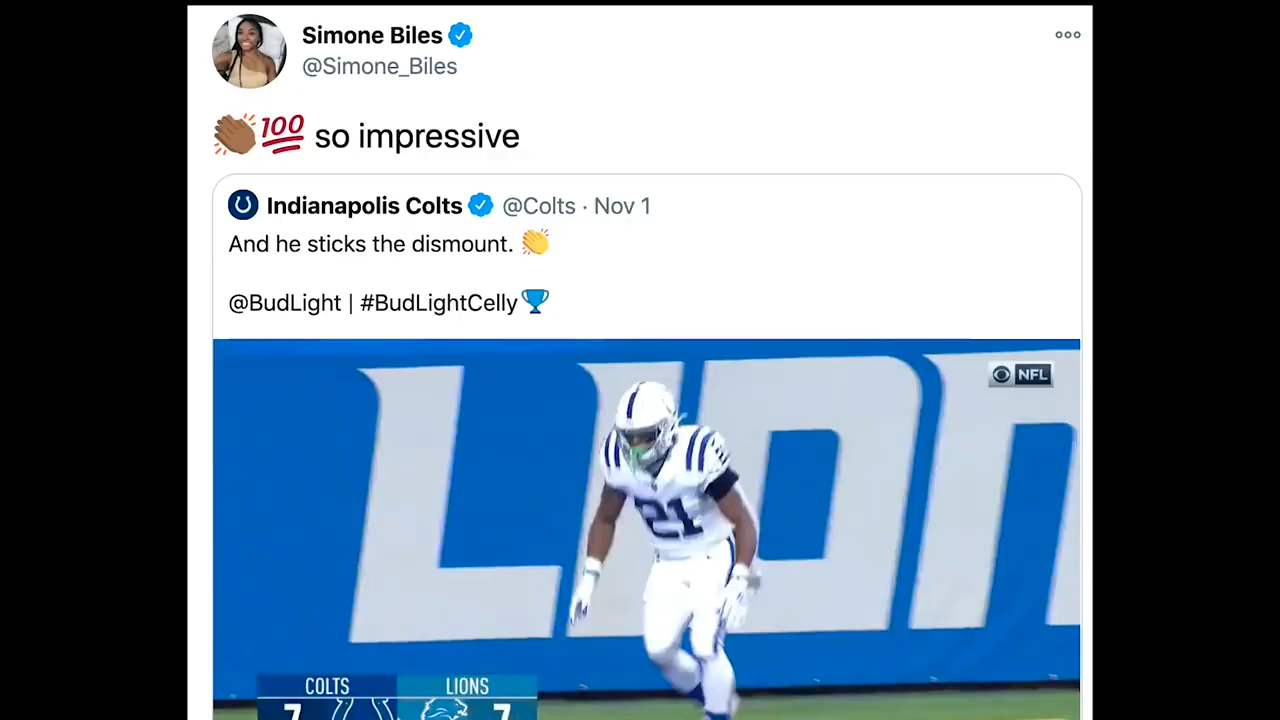 Simone Biles
@Simone_Biles
💯 so impressive
Indianapolis Colts @Colts · Nov 1
And he sticks the dismount. 👏
@BudLight | #BudLightCelly🏆
NFL
LION
21
COLTS LIONS
7 7